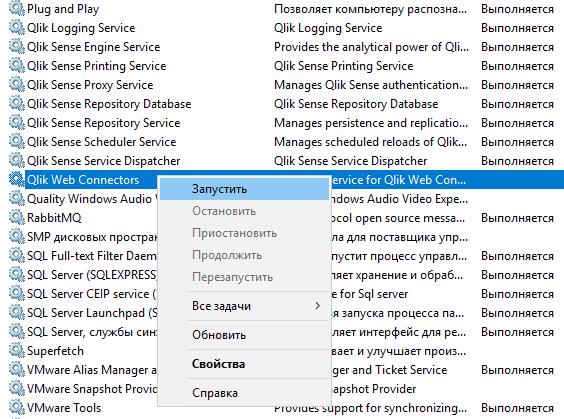 Plug and Play Позволяет компьютеру распозна... Выполняется
Qlik Logging Service Qlik Logging Service Выполняется
Qlik Sense Engine Service Provides the analytical power of Qli... Выполняется
Qlik Sense Printing Service Qlik Sense Printing Service Выполняется
Qlik Sense Proxy Service Manages Qlik Sense authentication... Выполняется
Qlik Sense Repository Database Qlik Sense Repository Database Выполняется
Qlik Sense Repository Service Manages persistence and replicatio... Выполняется
Qlik Sense Scheduler Service Manages scheduled reloads of Qlik... Выполняется
Qlik Sense Service Dispatcher Qlik Sense Service Dispatcher Выполняется
Qlik Web Connectors ervice for Qlik Web Con...
Запустить
Quality Windows Audio Windows Audio Video Expe...
Остановить
RabbitMQ ocol open source messa... Выполняется
SMP дисковых простран для поставщика упр...
Приостановить
SQL Full-text Filter Daem пустит процесс управл... Выполняется
Продолжить
SQL Server (SQLEXPRESS) ляет хранение и обраб... Выполняется
Перезапустить
SQL Server CEIP service ( e for Sql server Выполняется
Все задачи
SQL Server Launchpad (S запуска процесса па... Выполняется
SQL Server, службы син ляет интерфейс для ре... Выполняется
Обновить
Superfetch вает и улучшает произ...
Свойства
VMware Alias Manager a ager and Ticket Service Выполняется
VMware Snapshot Provid apshot Provider
Справка
VMware Tools Provides support for synchronizing... Выполняется